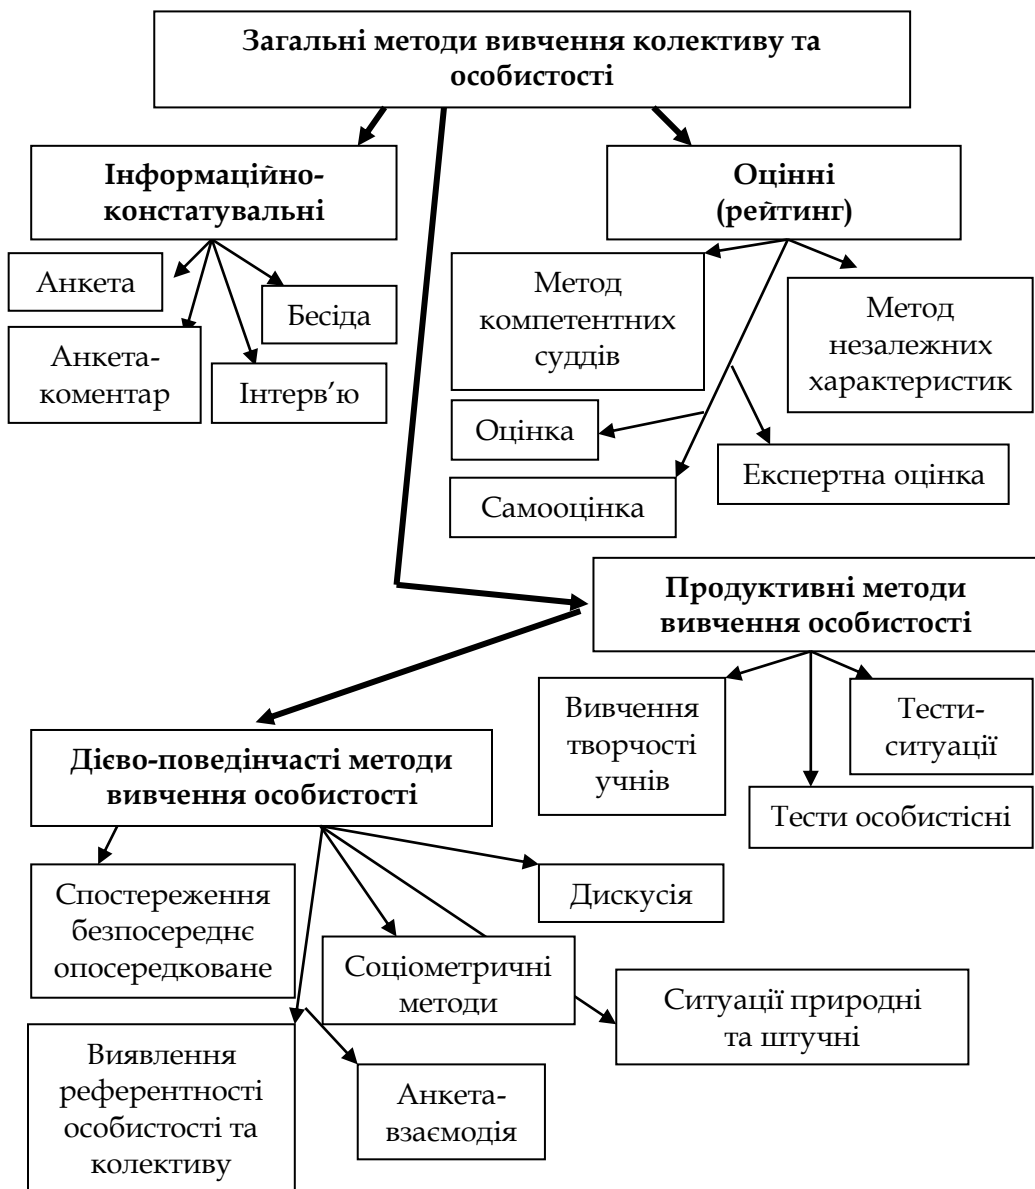 Загальні методи вивчення колективу та
особистості
Інформаційно-
констатувальні
Оцінні
(рейтинг)
Анкета
Бесіда
Анкета-
коментар
Інтерв’ю
Метод
компетентних
суддів
Метод
незалежних
характеристик
Оцінка
Експертна оцінка
Самооцінка
Продуктивні методи
вивчення особистості
Вивчення
творчості
учнів
Тести-
ситуації
Тести особистісні
Дієво-поведінчасті методи
вивчення особистості
Спостереження
безпосереднє
опосередковане
Дискусія
Соціометричні
методи
Ситуації природні
та штучні
Виявлення
референтності
особистості та
колективу
Анкета-
взаємодія